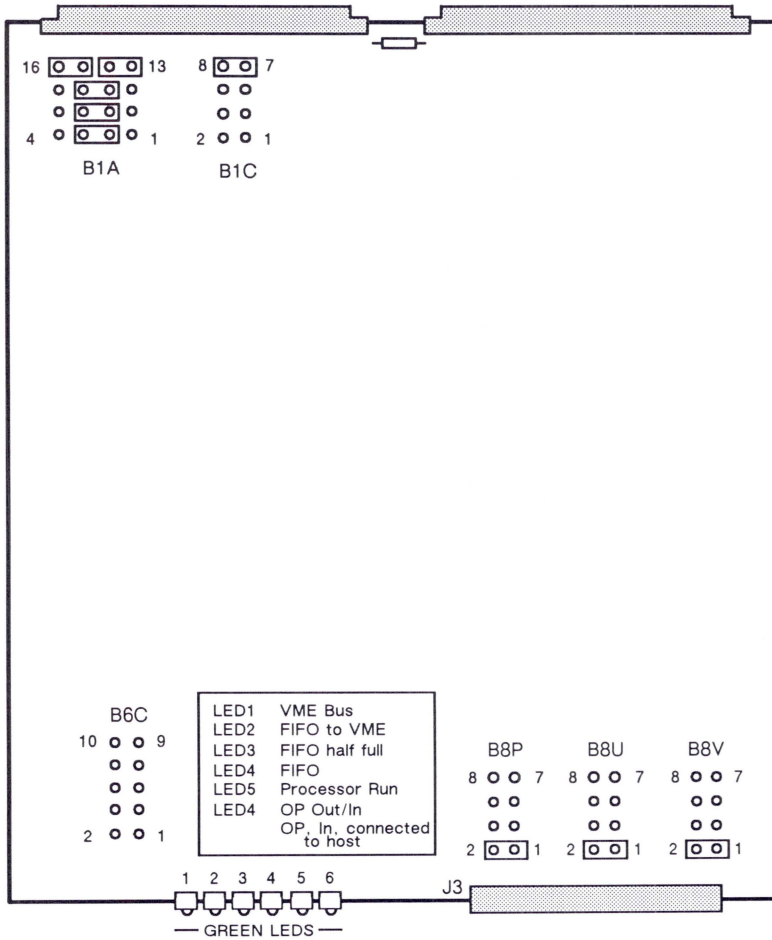 16 13 8 7
4 1 2 1
B1A B1C
B6C
10 9
2 1
LED1 VME Bus
LED2 FIFO to VME
LED3 FIFO half full
LED4 FIFO
LED5 Processor Run
LED4 OP Out/In
OP, In, connected
to host
B8P B8U B8V
8 7 8 7 8 7
2 1 2 1 2 1
1 2 3 4 5 6
J3
GREEN LEDS